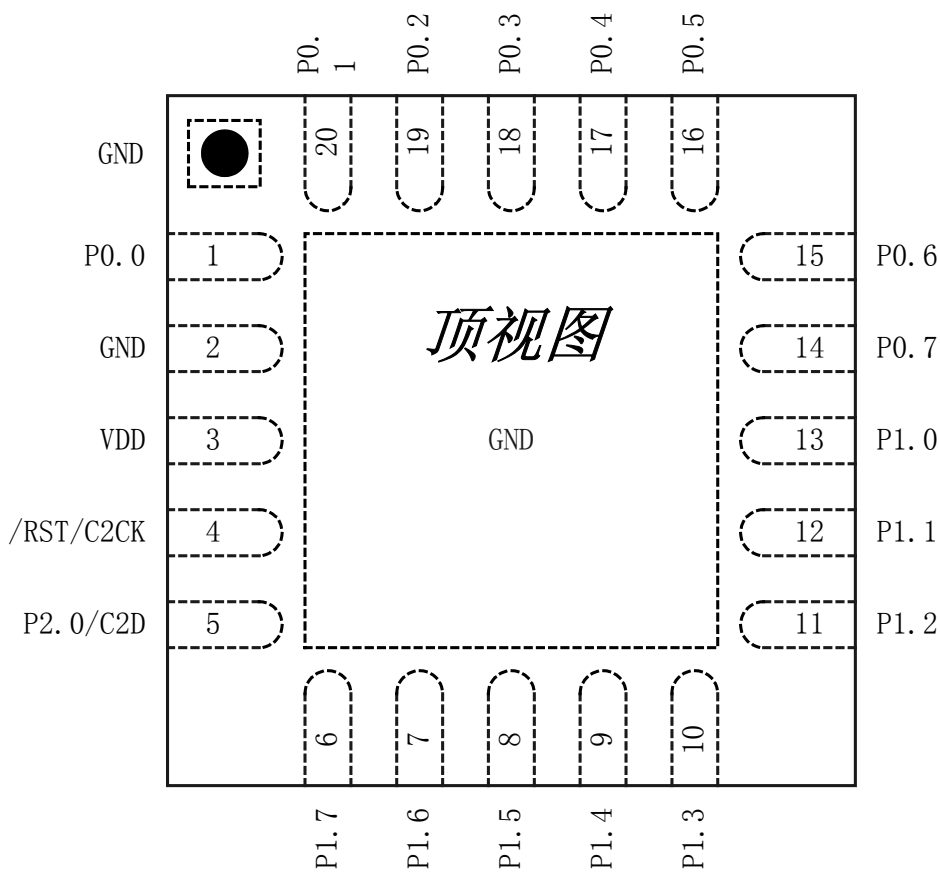 P0.1
P0.2
P0.3
P0.4
P0.5
20
19
18
17
16
GND
P0.0
1
15
P0.6
顶视图
GND
2
14
P0.7
VDD
3
GND
13
P1.0
/RST/C2CK
4
12
P1.1
P2.0/C2D
5
11
P1.2
6
7
8
9
10
P1.7
P1.6
P1.5
P1.4
P1.3